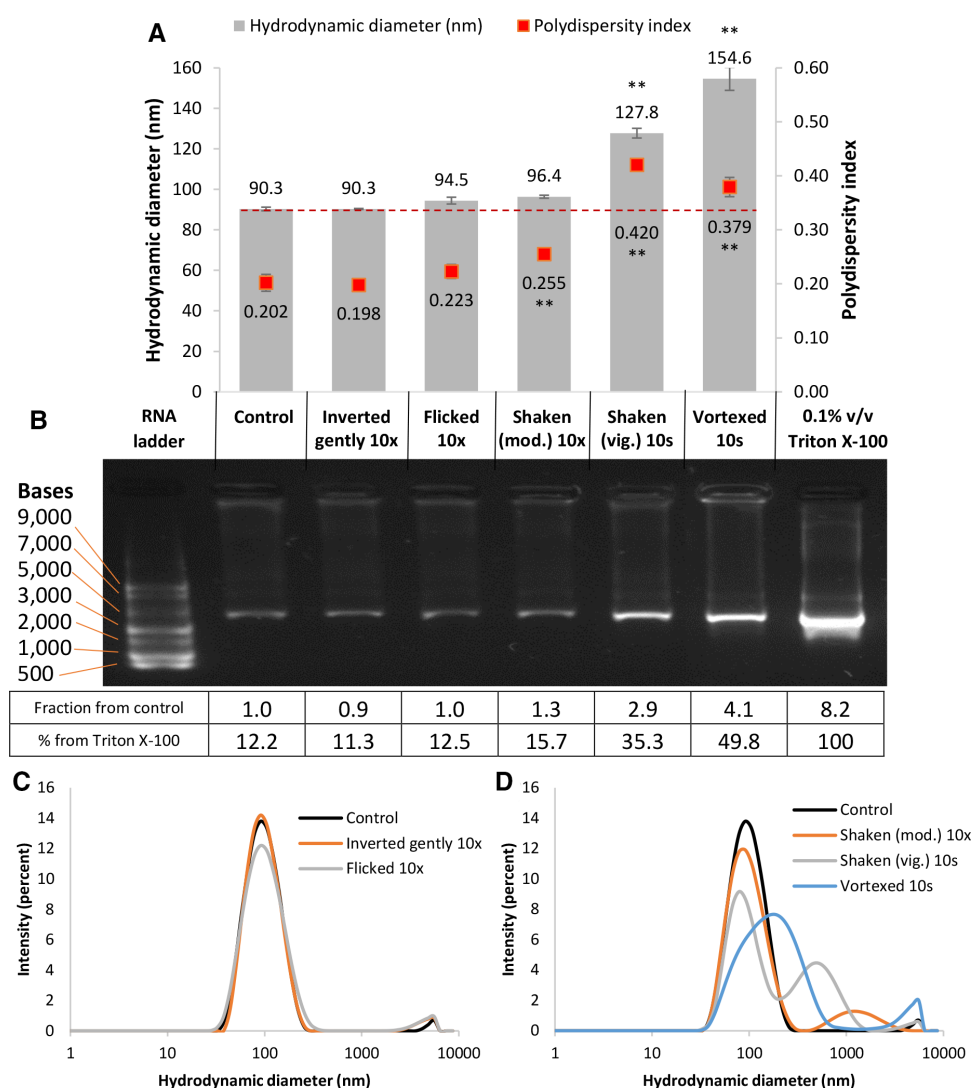 A
Hydrodynamic diameter (nm)
Polydispersity index
**
154.6
**
127.8
90.3
90.3
94.5
96.4
0.202
0.198
0.223
0.255
**
0.420
**
0.379
**
160
140
120
100
80
60
40
20
0
Hydrodynamic diameter (nm)
0.60
0.50
0.40
0.30
0.20
0.10
0.00
Polydispersity index
B
RNA
ladder
Control
Inverted
gently 10x
Flicked
10x
Shaken
(mod.) 10x
Shaken
(vig.) 10s
Vortexed
10s
0.1% v/v
Triton X-100
Bases
9,000
7,000
5,000
3,000
2,000
1,000
500
Fraction from control 1.0 0.9 1.0 1.3 2.9 4.1 8.2
% from Triton X-100 12.2 11.3 12.5 15.7 35.3 49.8 100
C
16
14
12
10
8
6
4
2
0
Intensity (percent)
Control
Inverted gently 10x
Flicked 10x
1 10 100 1000 10000
Hydrodynamic diameter (nm)
D
16
14
12
10
8
6
4
2
0
Intensity (percent)
Control
Shaken (mod.) 10x
Shaken (vig.) 10s
Vortexed 10s
1 10 100 1000 10000
Hydrodynamic diameter (nm)